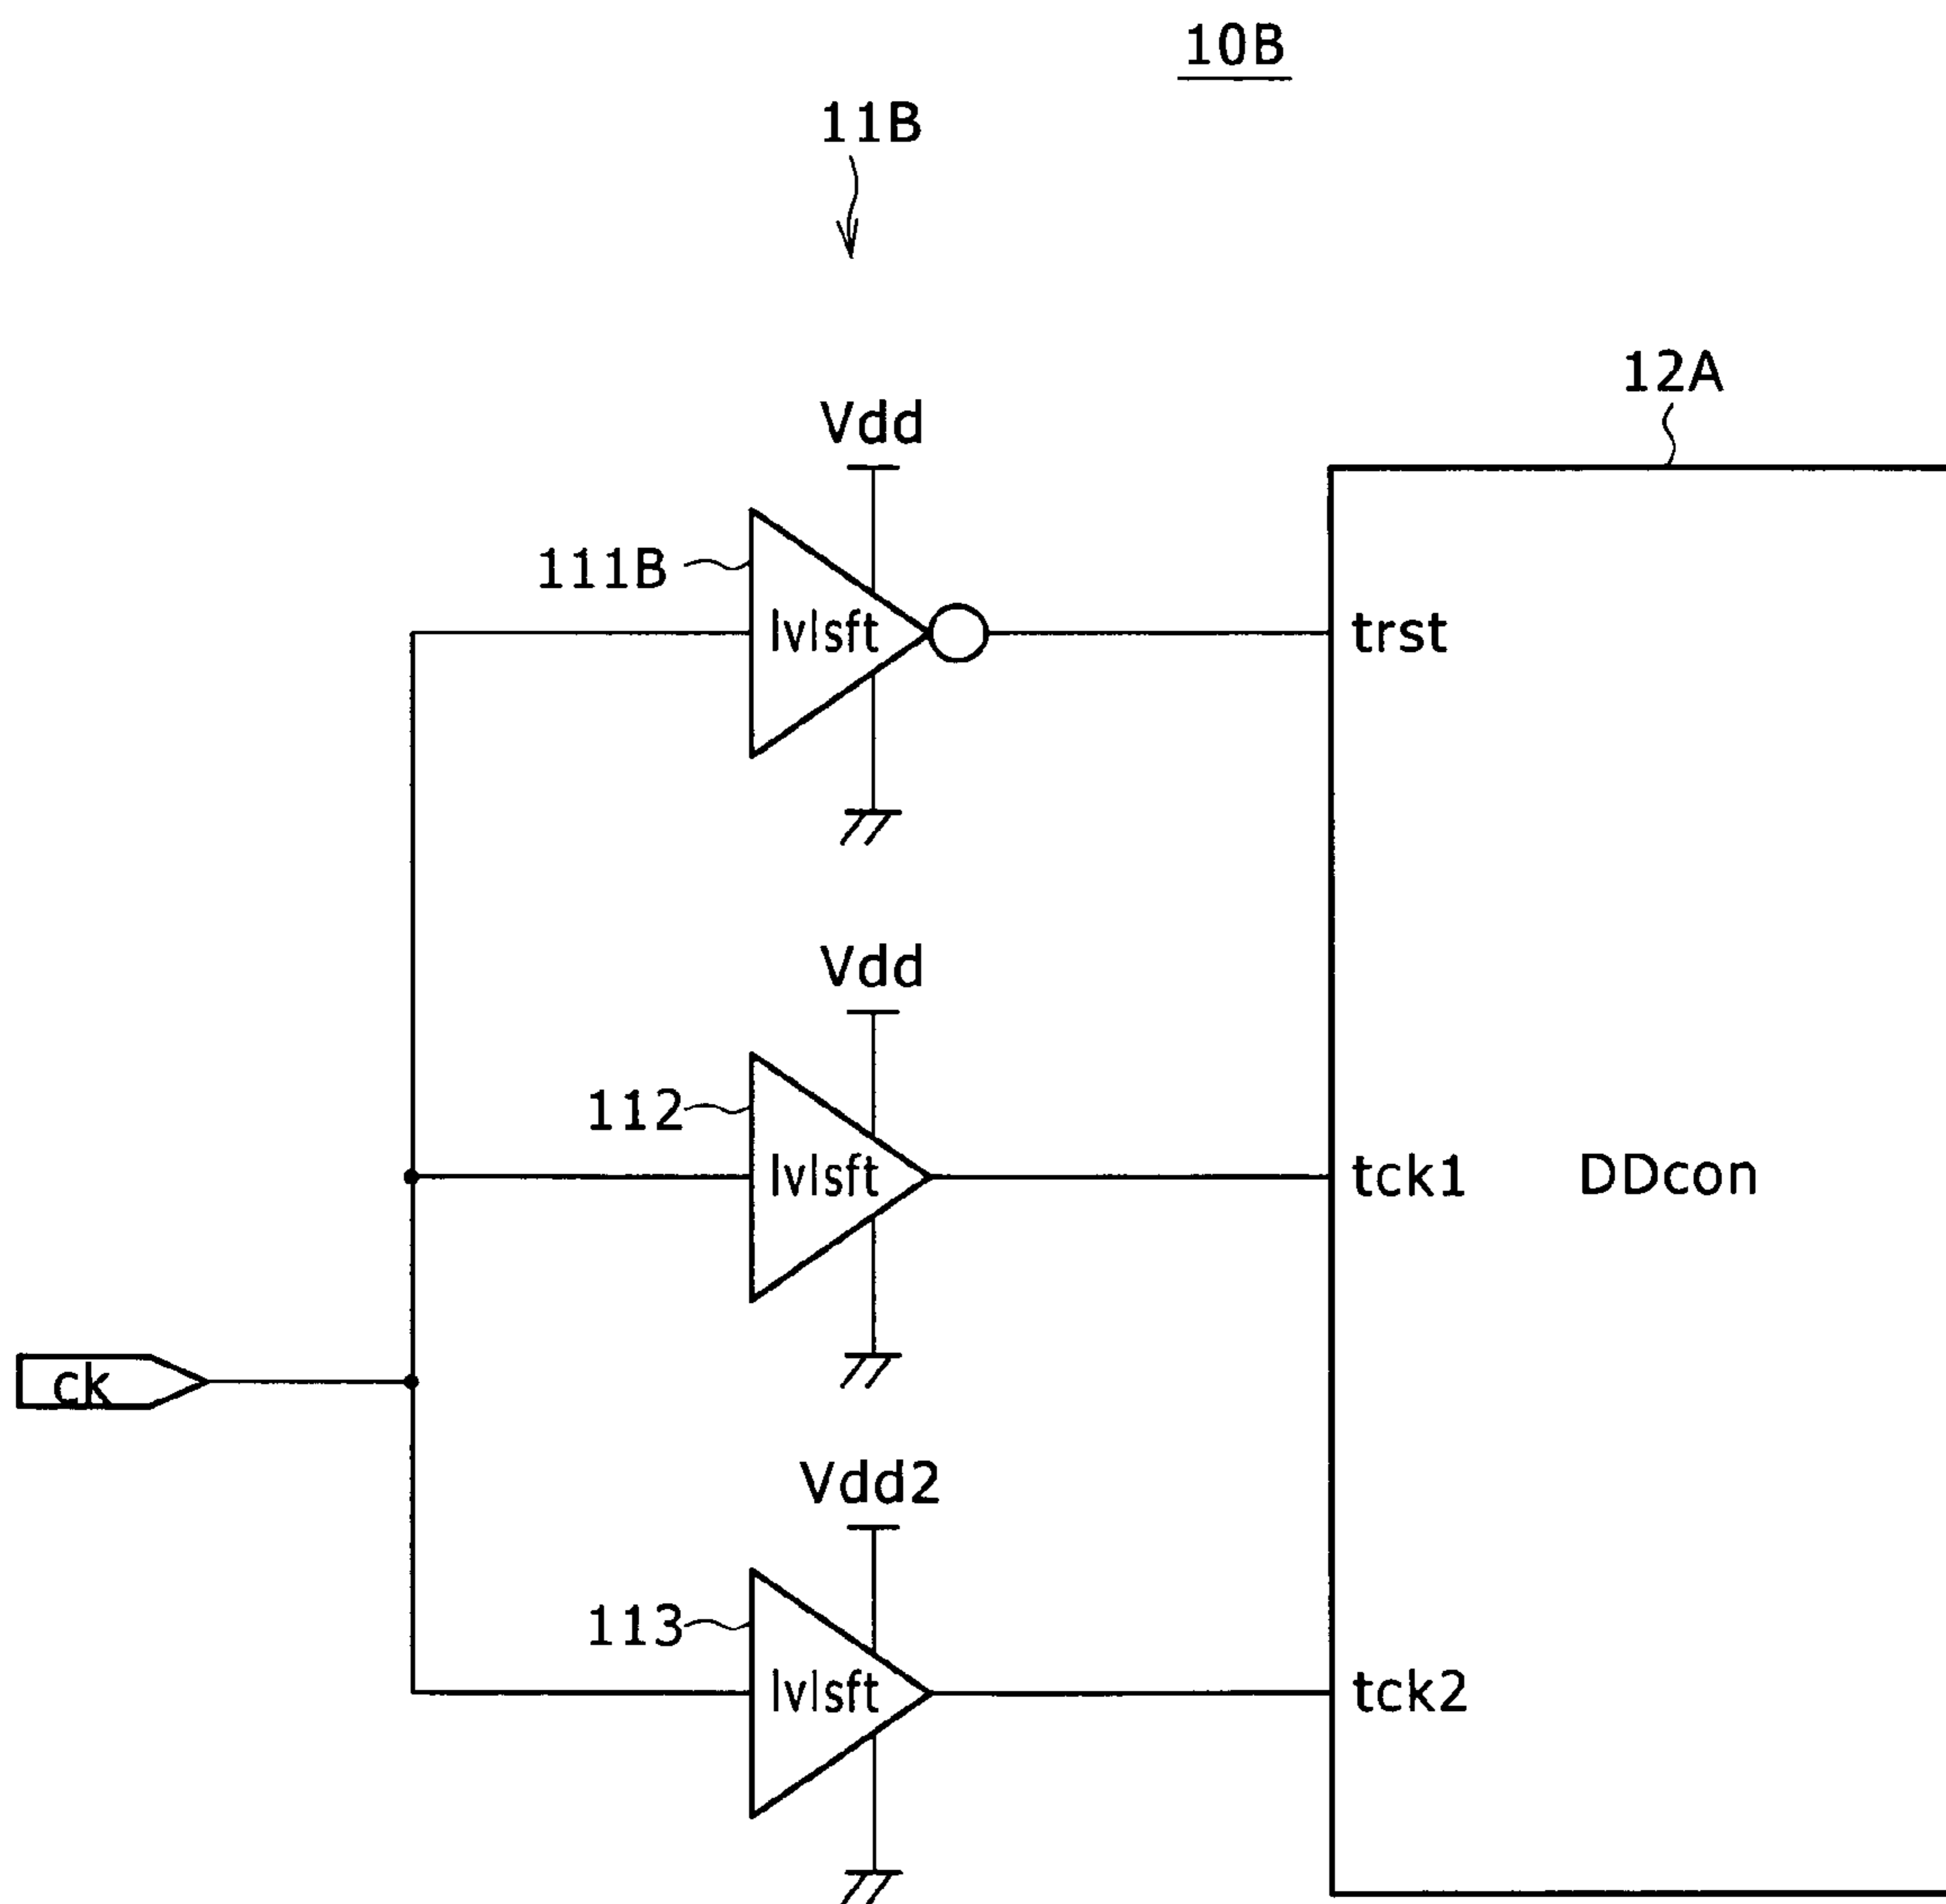 10B
11B
12A
Vdd
111B
lvlsft
trst
Vdd
112
lvlsft
tck1
DDcon
ck
Vdd2
113
lvlsft
tck2